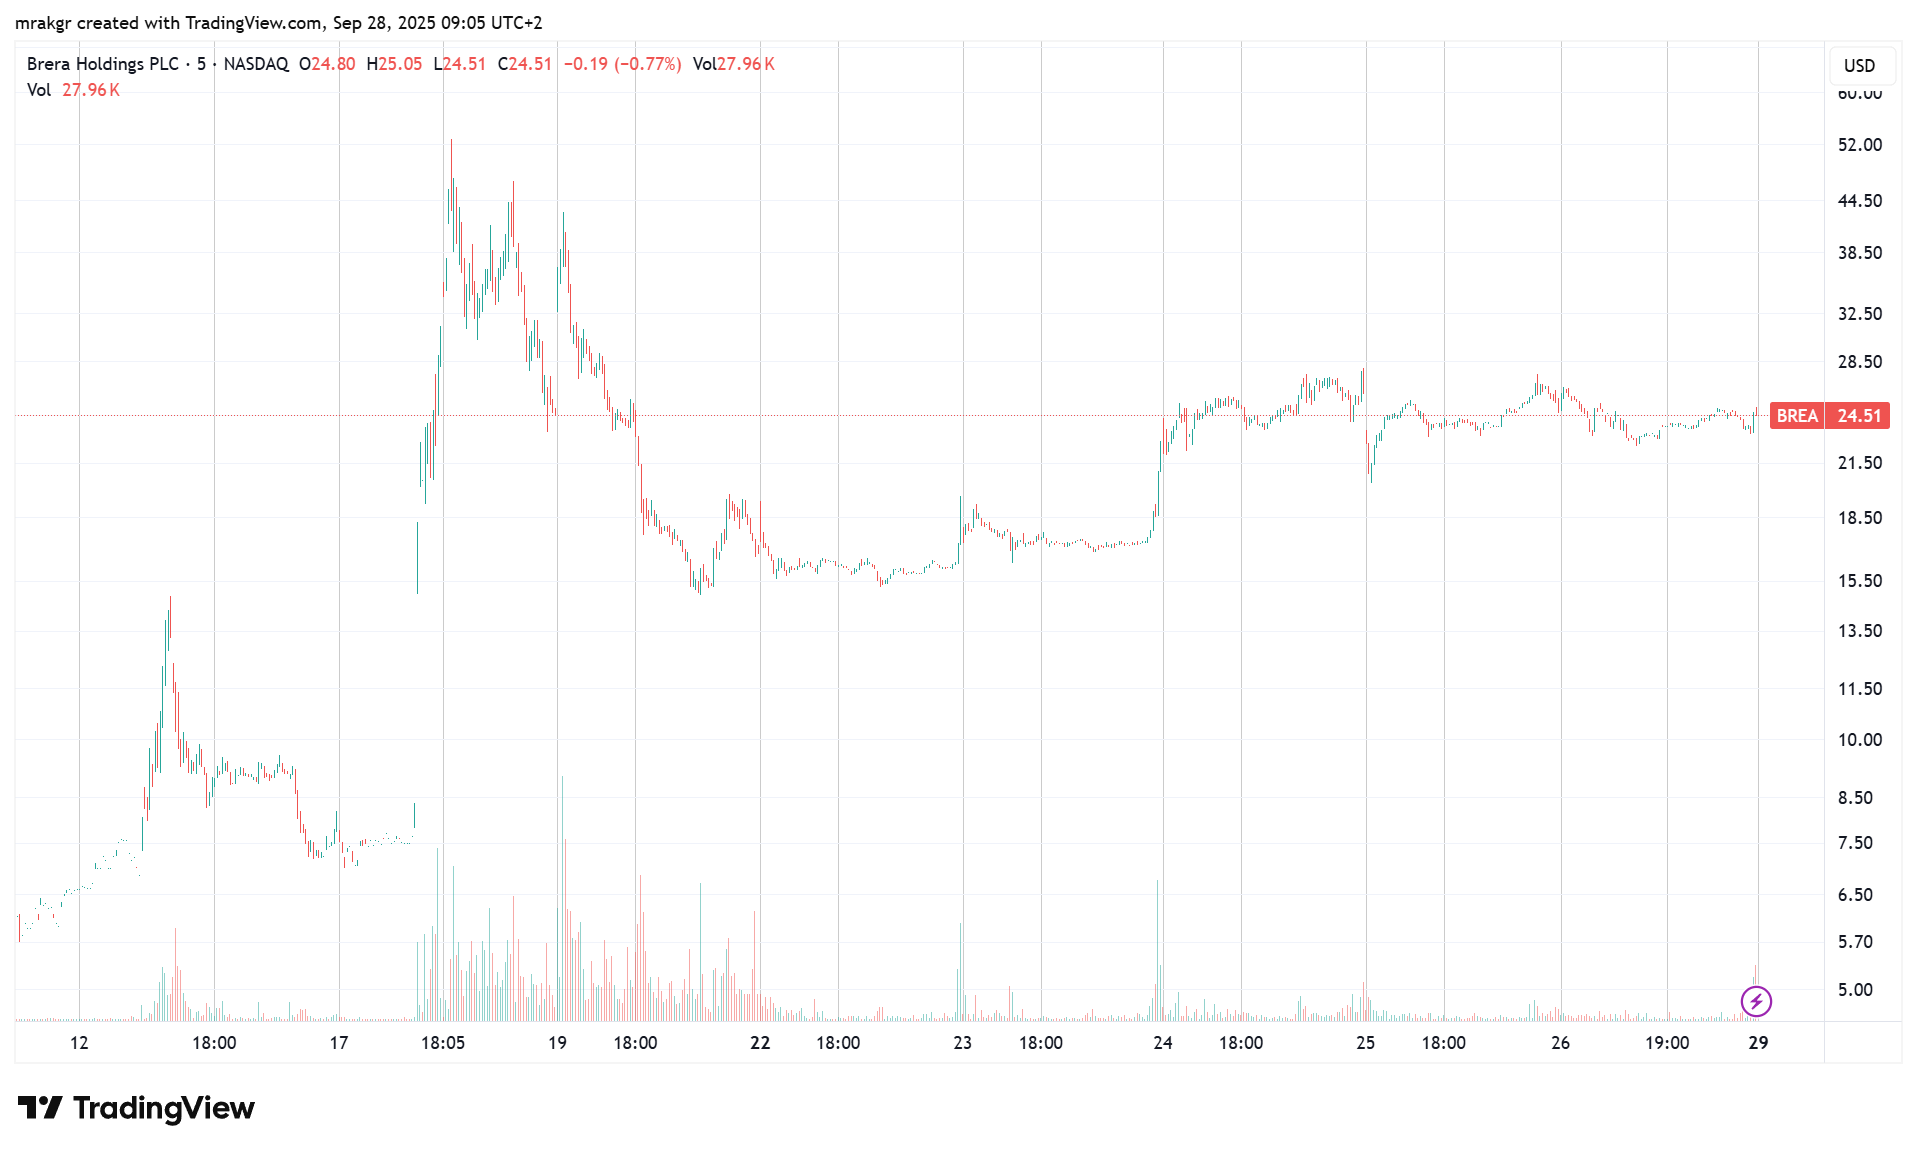 mrakgr created with TradingView.com, Sep 28, 2025 09:05 UTC+2
Brera Holdings PLC · 5 · NASDAQ O24.80 H25.05 L24.51 C24.51 −0.19 (−0.77%) Vol27.96 K
Vol 27.96 K
USD
60.00
52.00
44.50
38.50
32.50
28.50
BREA 24.51
21.50
18.50
15.50
13.50
11.50
10.00
8.50
7.50
6.50
5.70
5.00
12 18:00 17 18:05 19 18:00 22 18:00 23 18:00 24 18:00 25 18:00 26 19:00 29
TradingView